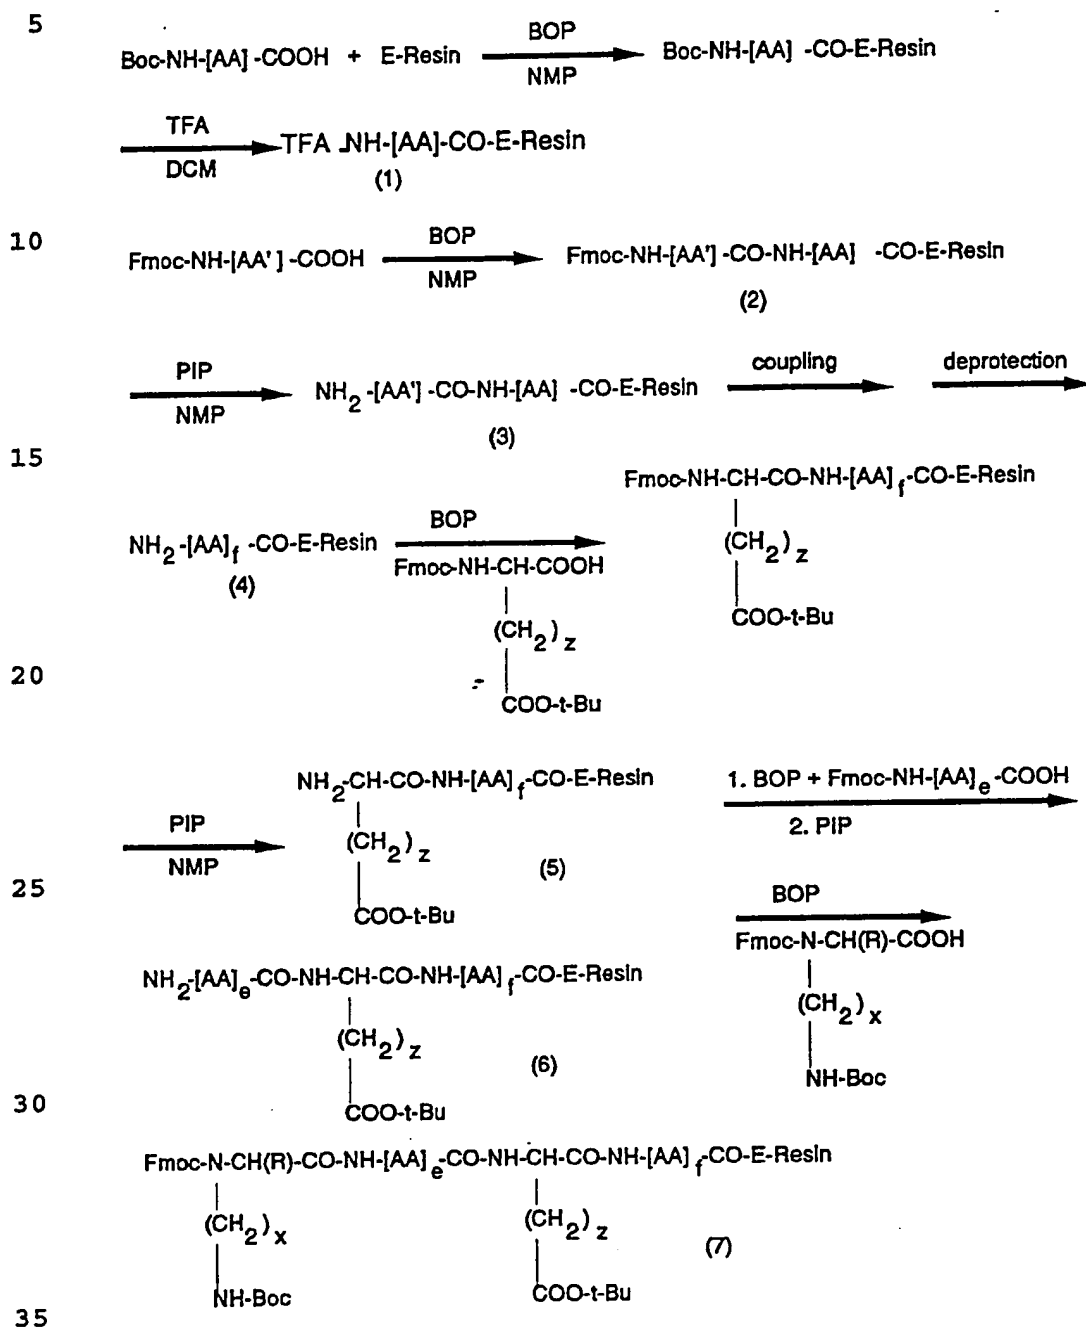 5
BOP
Boc-NH-[AA] -COOH + E-Resin
NMP
Boc-NH-[AA] -CO-E-Resin
TFA
DCM
TFA .NH-[AA]-CO-E-Resin
(1)
10
Fmoc-NH-[AA' ] -COOH
BOP
NMP
Fmoc-NH-[AA'] -CO-NH-[AA] -CO-E-Resin
(2)
PIP
NMP
NH2 -[AA'] -CO-NH-[AA] -CO-E-Resin
(3)
coupling
deprotection
15
NH2 -[AA]f -CO-E-Resin
(4)
BOP
Fmoc-NH-CH-COOH
(CH2)z
COO-t-Bu
Fmoc-NH-CH-CO-NH-[AA]f-CO-E-Resin
(CH2)z
COO-t-Bu
20
PIP
NMP
NH2-CH-CO-NH-[AA]f-CO-E-Resin
(CH2)z
(5)
COO-t-Bu
1. BOP + Fmoc-NH-[AA]e -COOH
2. PIP
25
BOP
Fmoc-N-CH(R)-COOH
(CH2)x
NH-Boc
NH2-[AA]e-CO-NH-CH-CO-NH-[AA]f-CO-E-Resin
(CH2)z
(6)
COO-t-Bu
30
Fmoc-N-CH(R)-CO-NH-[AA]e-CO-NH-CH-CO-NH-[AA]f-CO-E-Resin
(CH2)x
(CH2)z
(7)
NH-Boc
COO-t-Bu
35